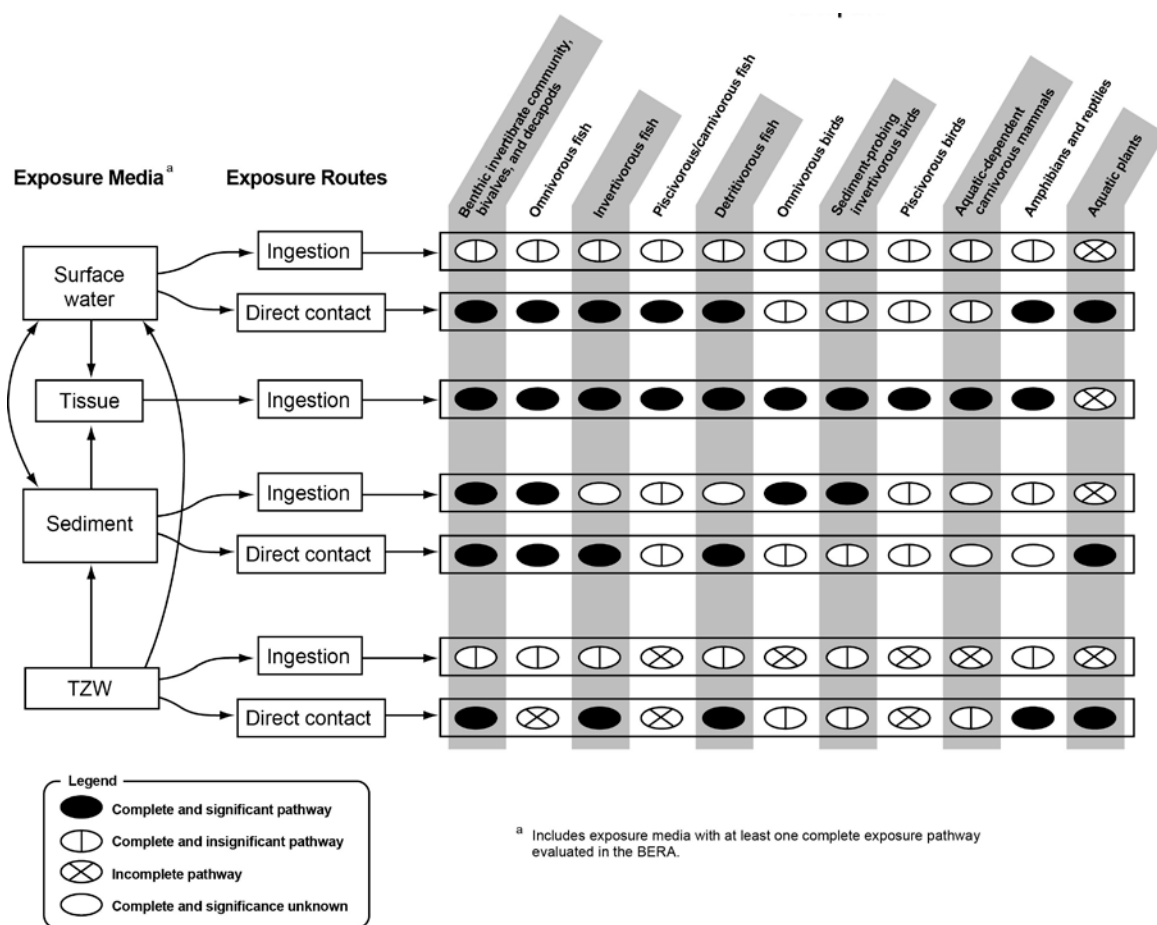 Benthic invertibrate community,
bivalves, and decapods
Omnivorous fish
Invertivorous fish
Piscivorous/carnivorous fish
Detritivorous fish
Omnivorous birds
Sediment-probing
invertivorous birds
Piscivorous birds
Aquatic-dependent
carnivorous mammals
Amphibians and reptiles
Aquatic plants
Exposure Media a
Exposure Routes
Surface
water
Ingestion
Direct contact
Tissue
Ingestion
Sediment
Ingestion
Direct contact
TZW
Ingestion
Direct contact
Legend
Complete and significant pathway
Complete and insignificant pathway
Incomplete pathway
Complete and significance unknown
a Includes exposure media with at least one complete exposure pathway
evaluated in the BERA.